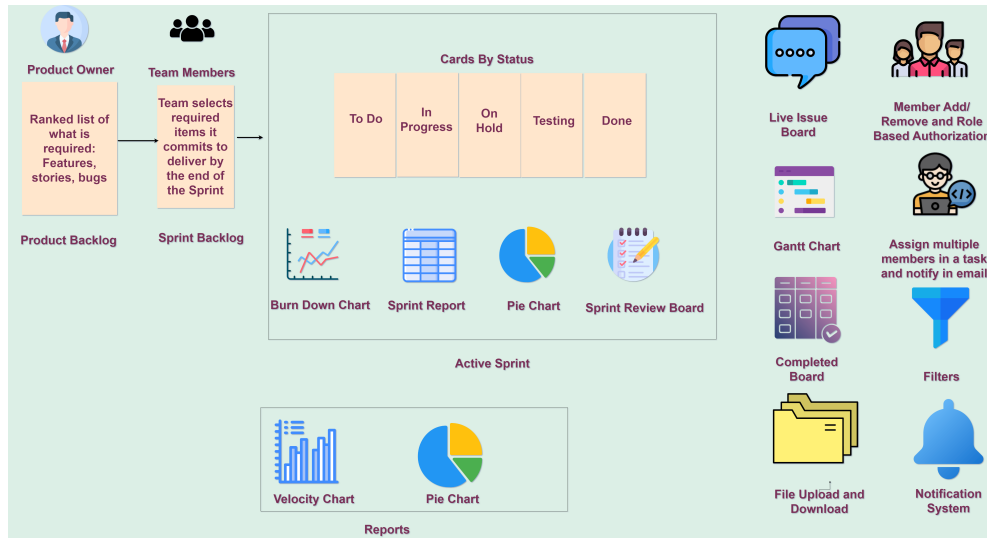 Product Owner
Ranked list of
what is
required:
Features,
stories, bugs
Product Backlog
Team Members
Team selects
required
items it
commits to
deliver by
the end of
the Sprint
Sprint Backlog
Cards By Status
To Do
In
Progress
On
Hold
Testing
Done
Burn Down Chart
Sprint Report
Pie Chart
Sprint Review Board
Active Sprint
Velocity Chart
Pie Chart
Reports
Live Issue
Board
Member Add/
Remove and Role
Based Authorization
Gantt Chart
Assign multiple
members in a task
and notify in email
Completed
Board
Filters
File Upload and
Download
Notification
System